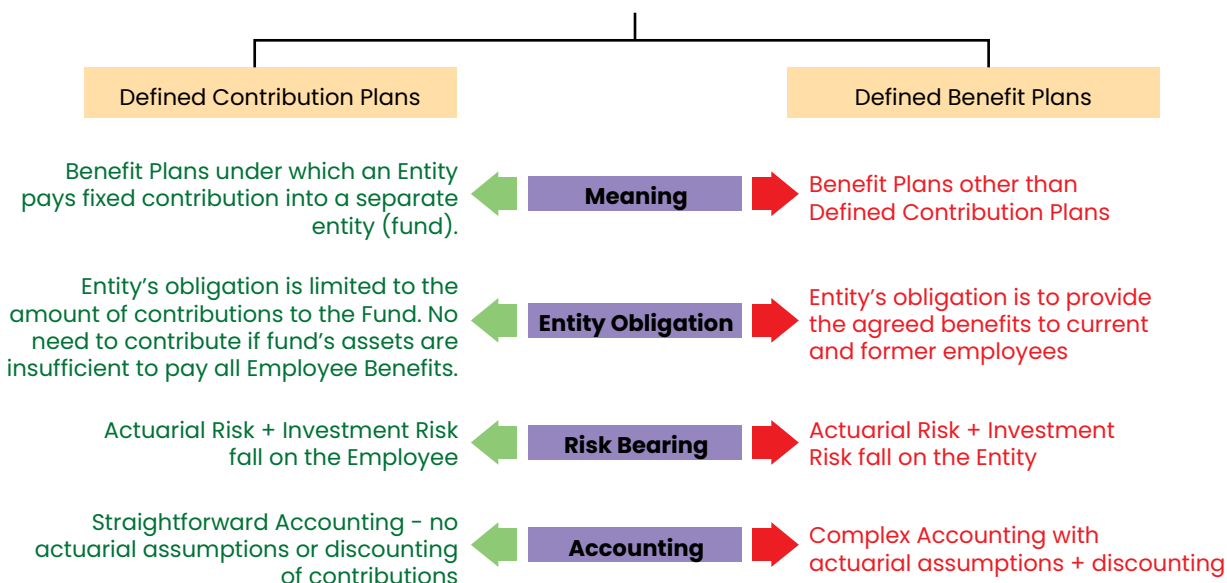 Defined Contribution Plans
Defined Benefit Plans
Benefit Plans under which an Entity
pays fixed contribution into a separate
entity (fund).
Meaning
Benefit Plans other than
Defined Contribution Plans
Entity’s obligation is limited to the
amount of contributions to the Fund. No
need to contribute if fund’s assets are
insufficient to pay all Employee Benefits.
Entity Obligation
Entity’s obligation is to provide
the agreed benefits to current
and former employees
Actuarial Risk + Investment Risk
fall on the Employee
Risk Bearing
Actuarial Risk + Investment
Risk fall on the Entity
Straightforward Accounting - no
actuarial assumptions or discounting
of contributions
Accounting
Complex Accounting with
actuarial assumptions + discounting